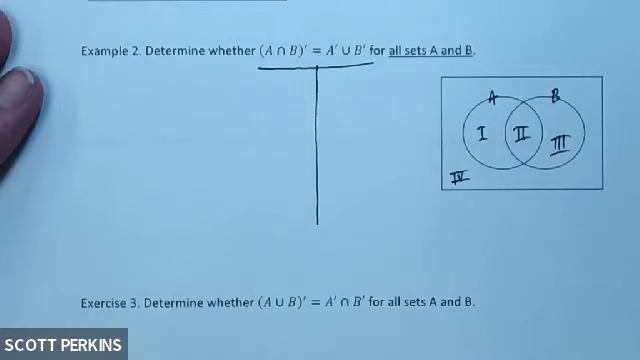 Example 2. Determine whether (A ∩ B)′ = A′ ∪ B′ for all sets A and B.
A B
I II III
IV
Exercise 3. Determine whether (A ∪ B)′ = A′ ∩ B′ for all sets A and B.
SCOTT PERKINS